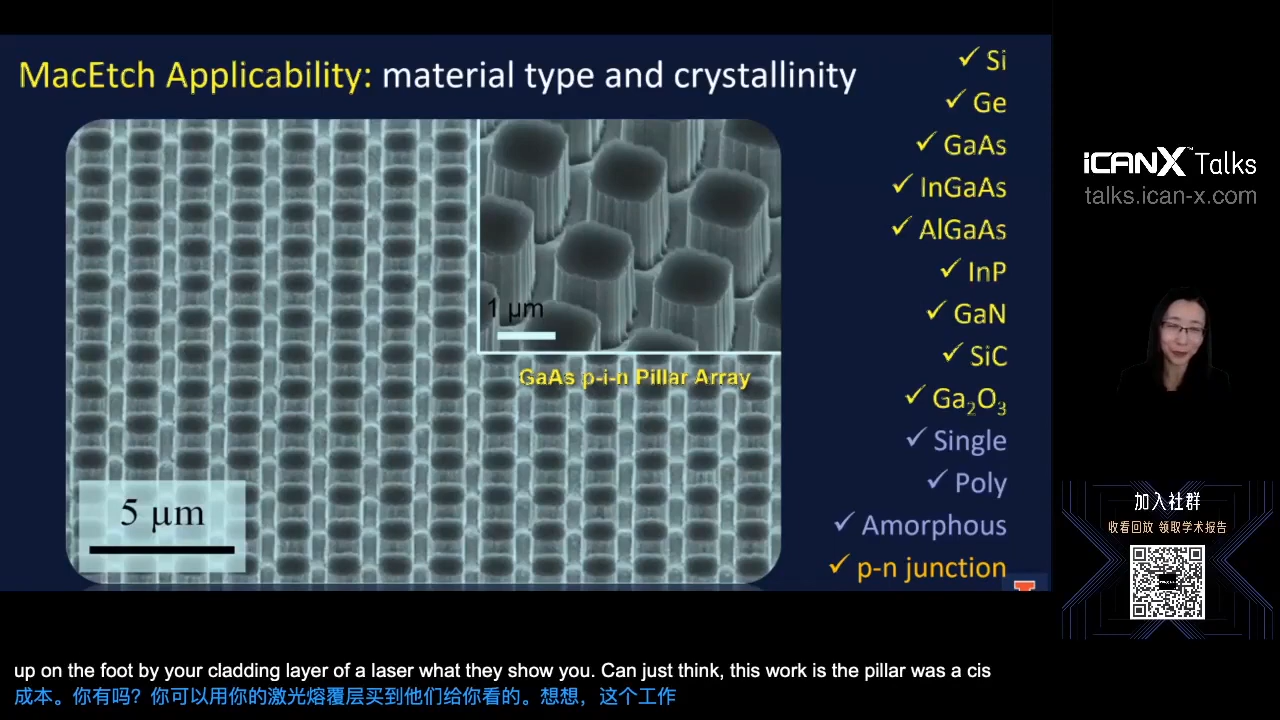 MacEtch Applicability: material type and crystallinity
1 µm
GaAs p-i-n Pillar Array
5 µm
✓ Si
✓ Ge
✓ GaAs
✓ InGaAs
✓ AlGaAs
✓ InP
✓ GaN
✓ SiC
✓ Ga₂O₃
✓ Single
✓ Poly
✓ Amorphous
✓ p-n junction
iCANX™ Talks
talks.ican-x.com
加入社群
收看回放 领取学术报告
up on the foot by your cladding layer of a laser what they show you. Can just think, this work is the pillar was a cis
成本。你有吗？你可以用你的激光熔覆层买到他们给你看的。想想，这个工作